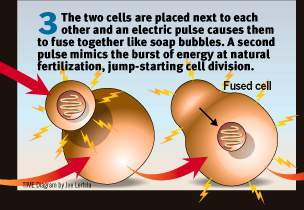 3 The two cells are placed next to each
other and an electric pulse causes them
to fuse together like soap bubbles. A second
pulse mimics the burst of energy at natural
fertilization, jump-starting cell division.
Fused cell
TIME Diagram by Joe Lertola